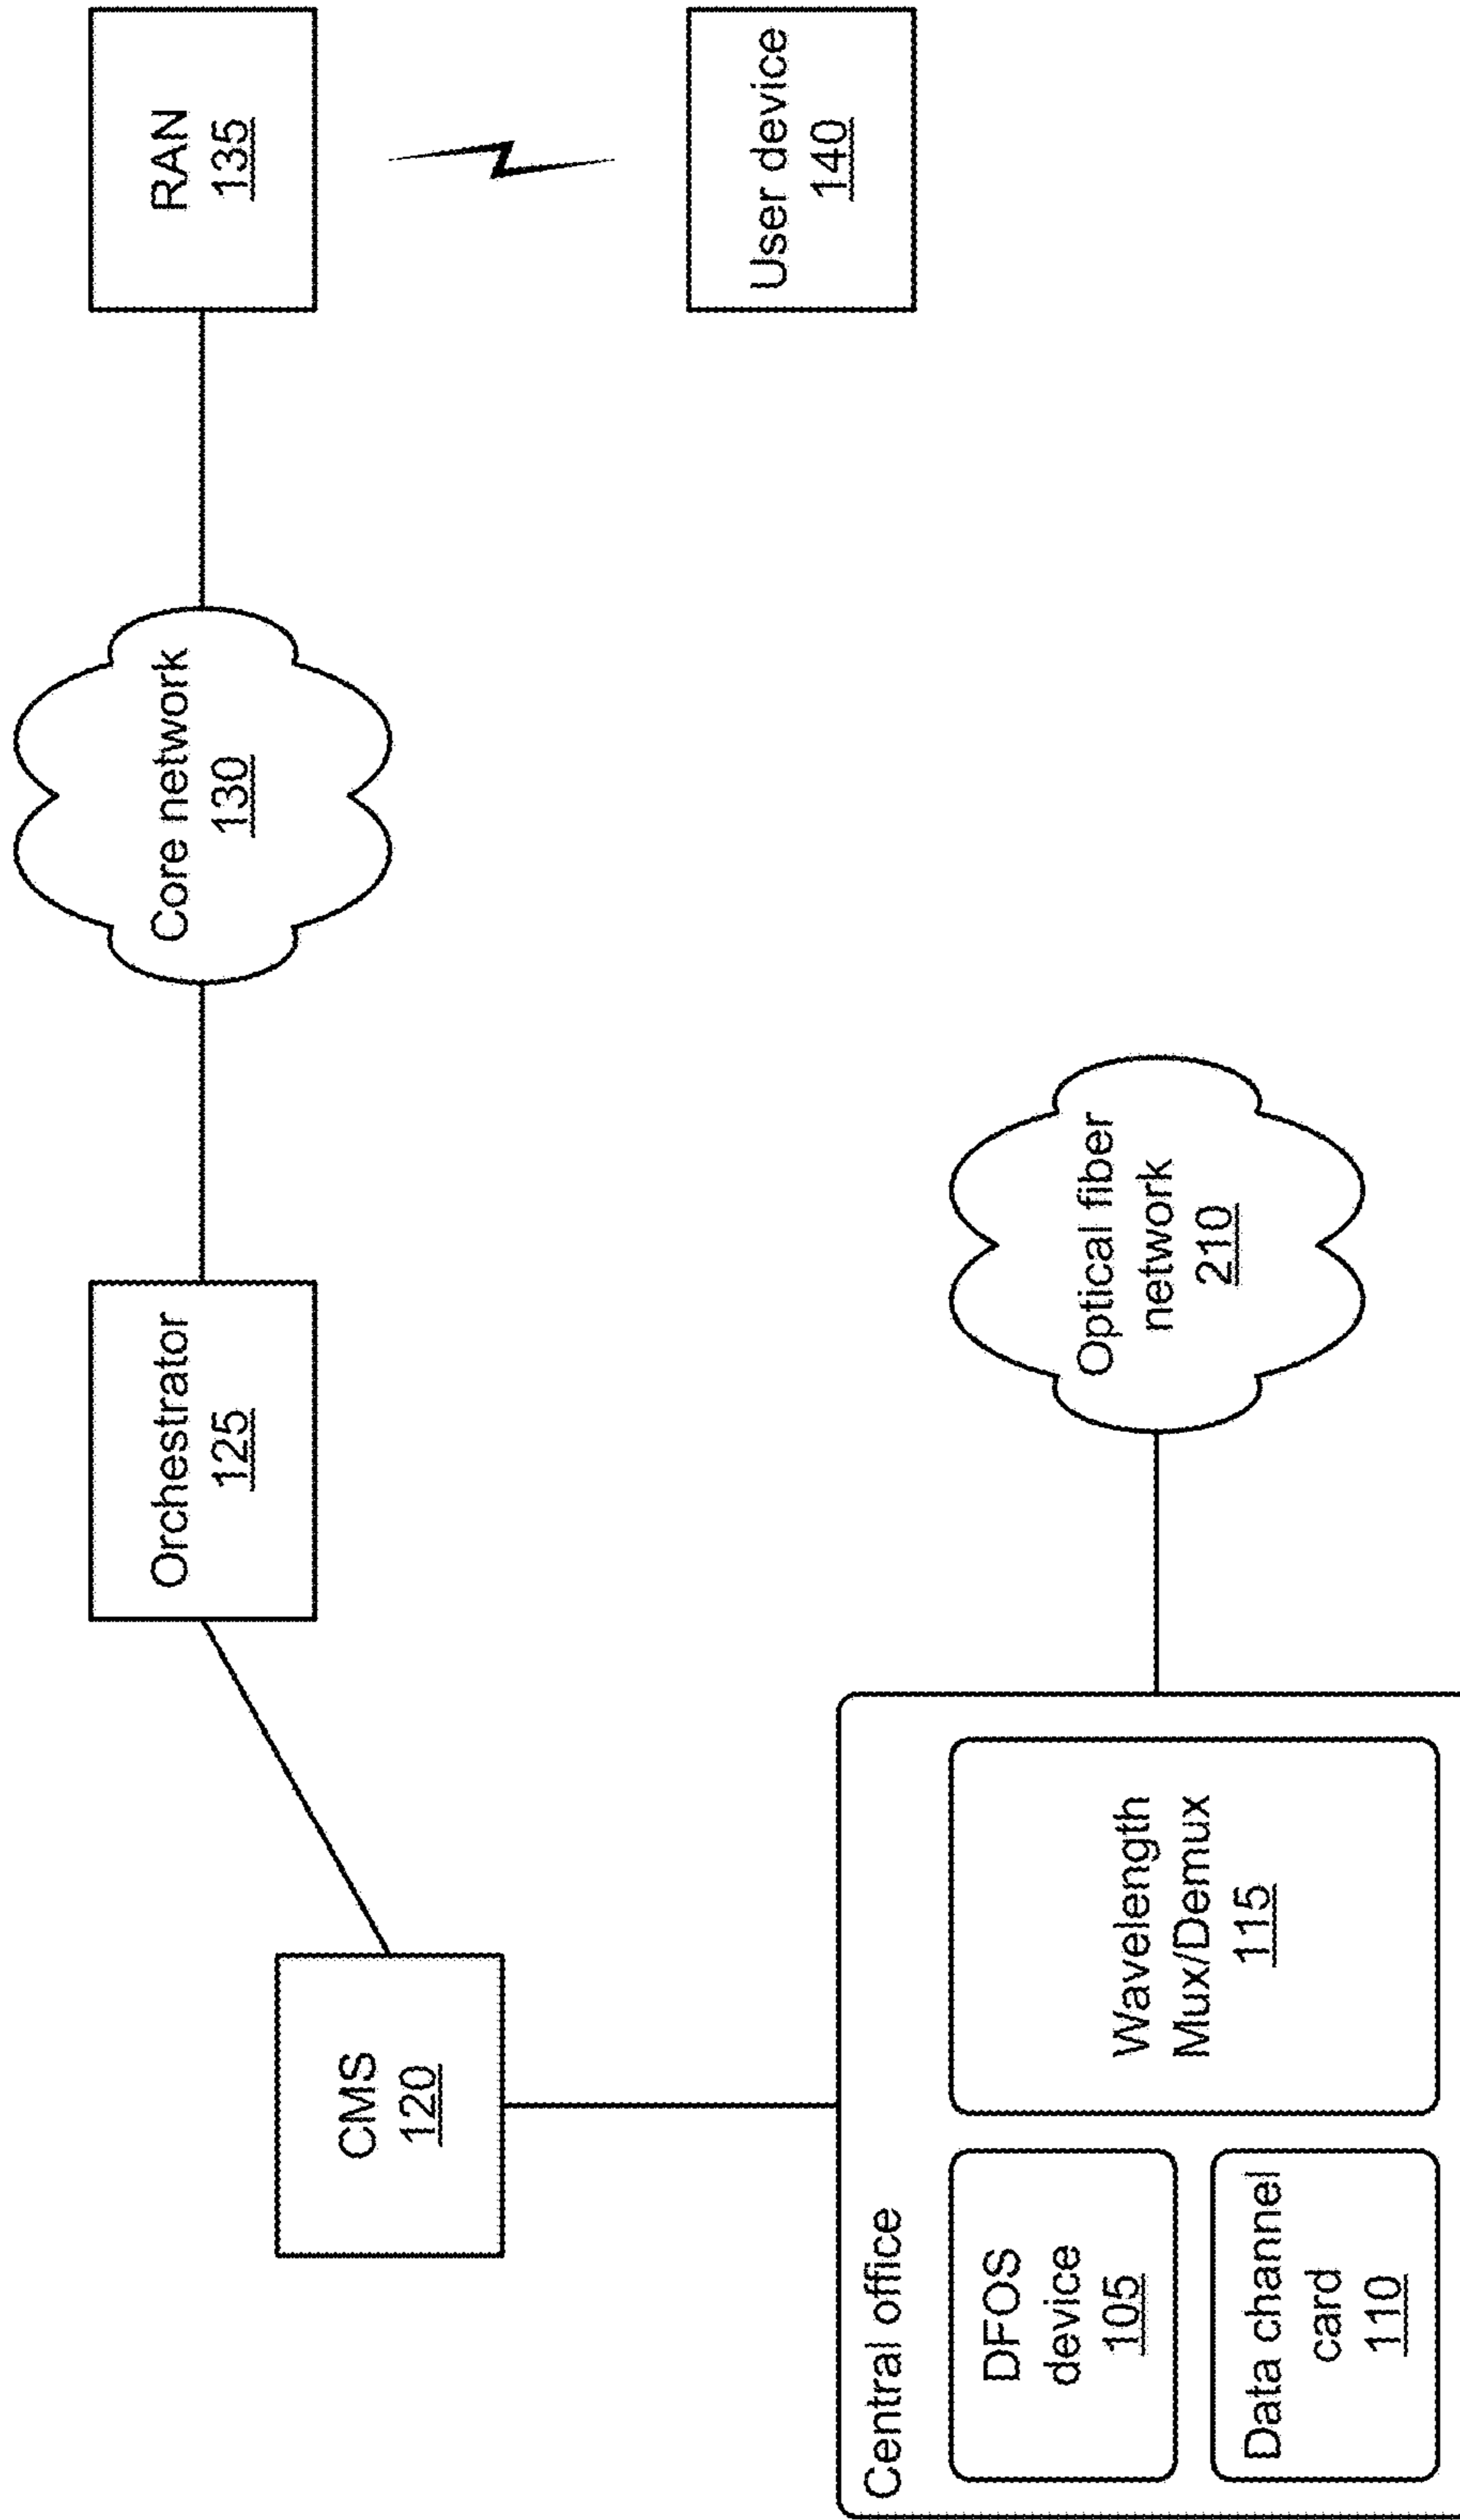 RAN
135
User device
140
Core network
130
Orchestrator
125
Optical fiber
network
210
CMS
120
Central office
DFOS
device
105
Data channel
card
110
Wavelength
Mux/Demux
115